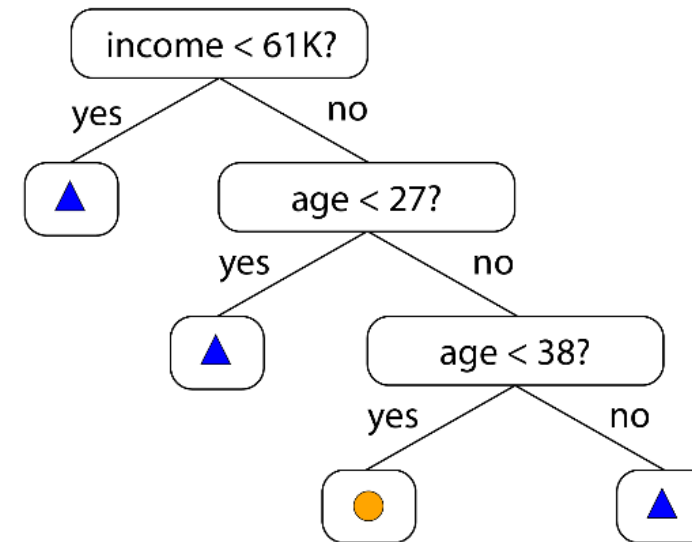 income < 61K?
yes
no
age < 27?
yes
no
age < 38?
yes
no